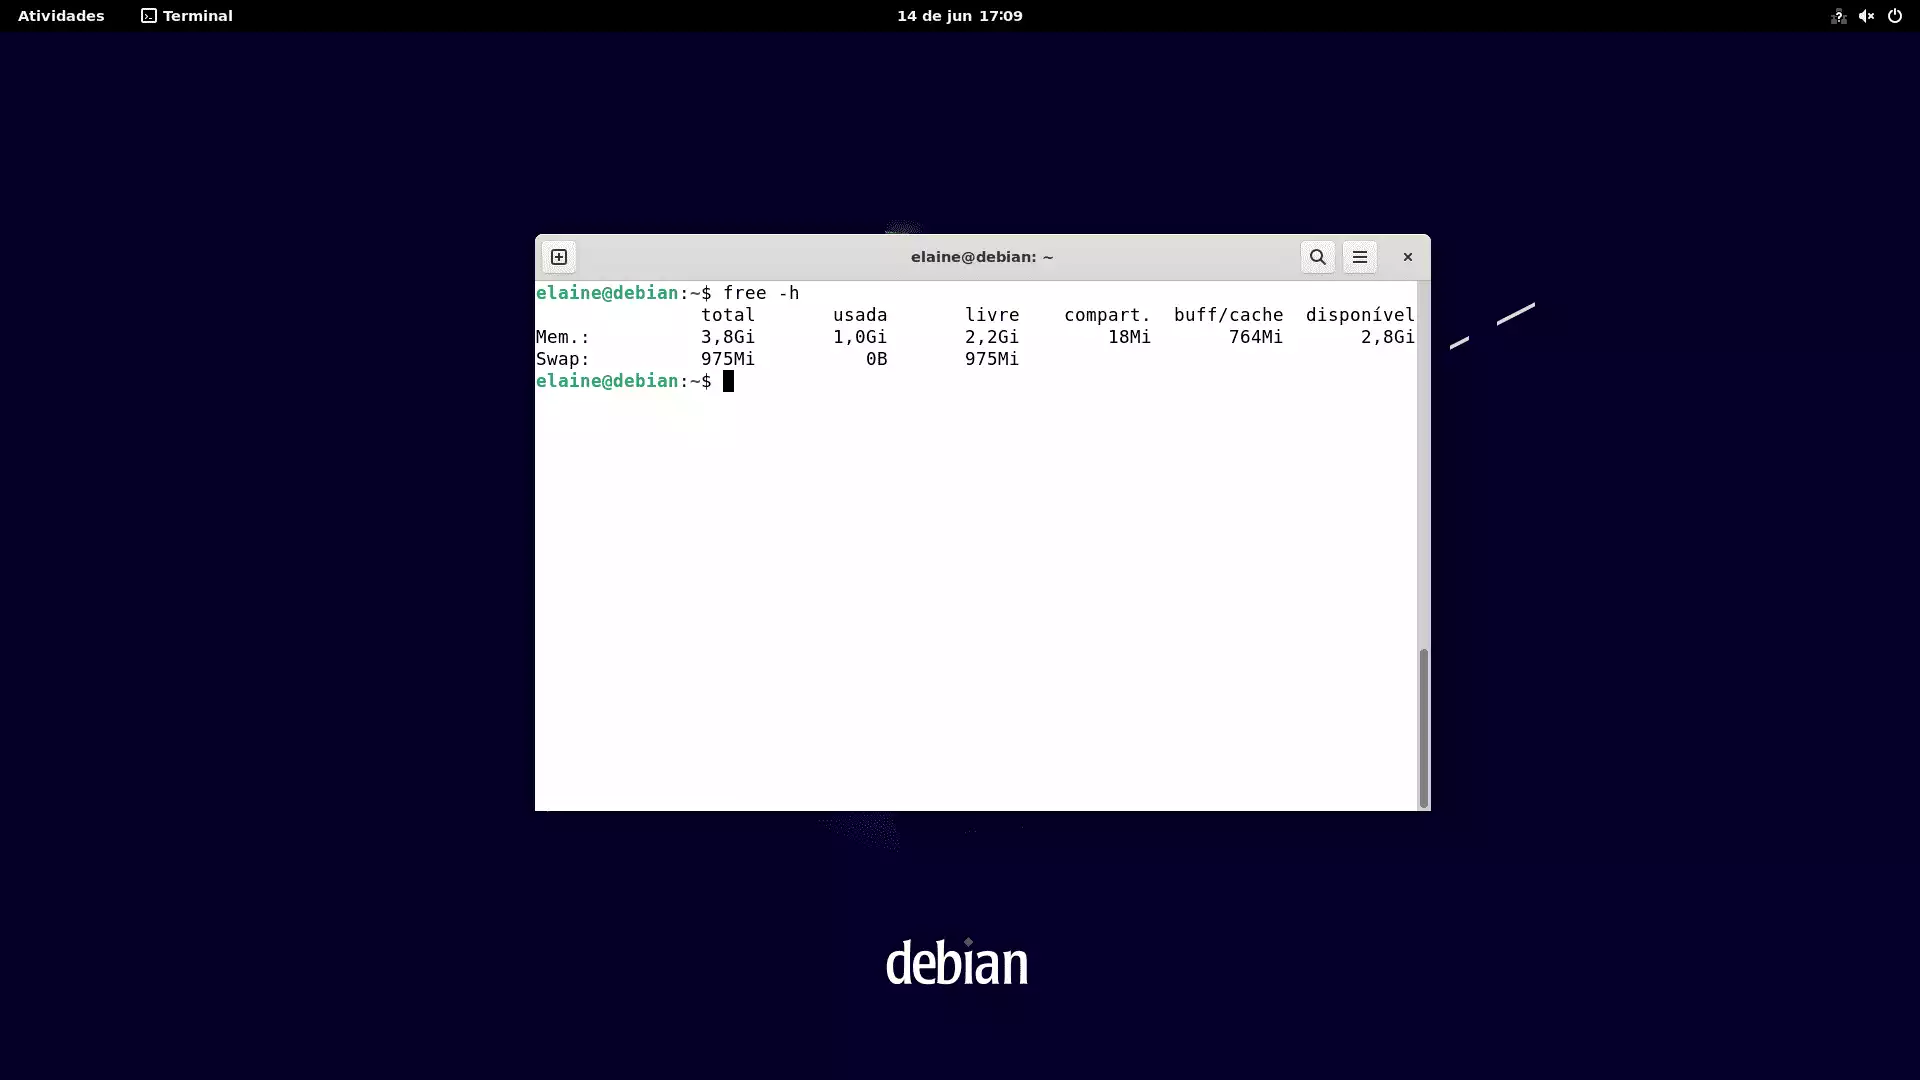 Atividades Terminal 14 de jun 17:09
elaine@debian: ~
elaine@debian:~$ free -h
total usada livre compart. buff/cache disponível
Mem.: 3,8Gi 1,0Gi 2,2Gi 18Mi 764Mi 2,8Gi
Swap: 975Mi 0B 975Mi
elaine@debian:~$
debian